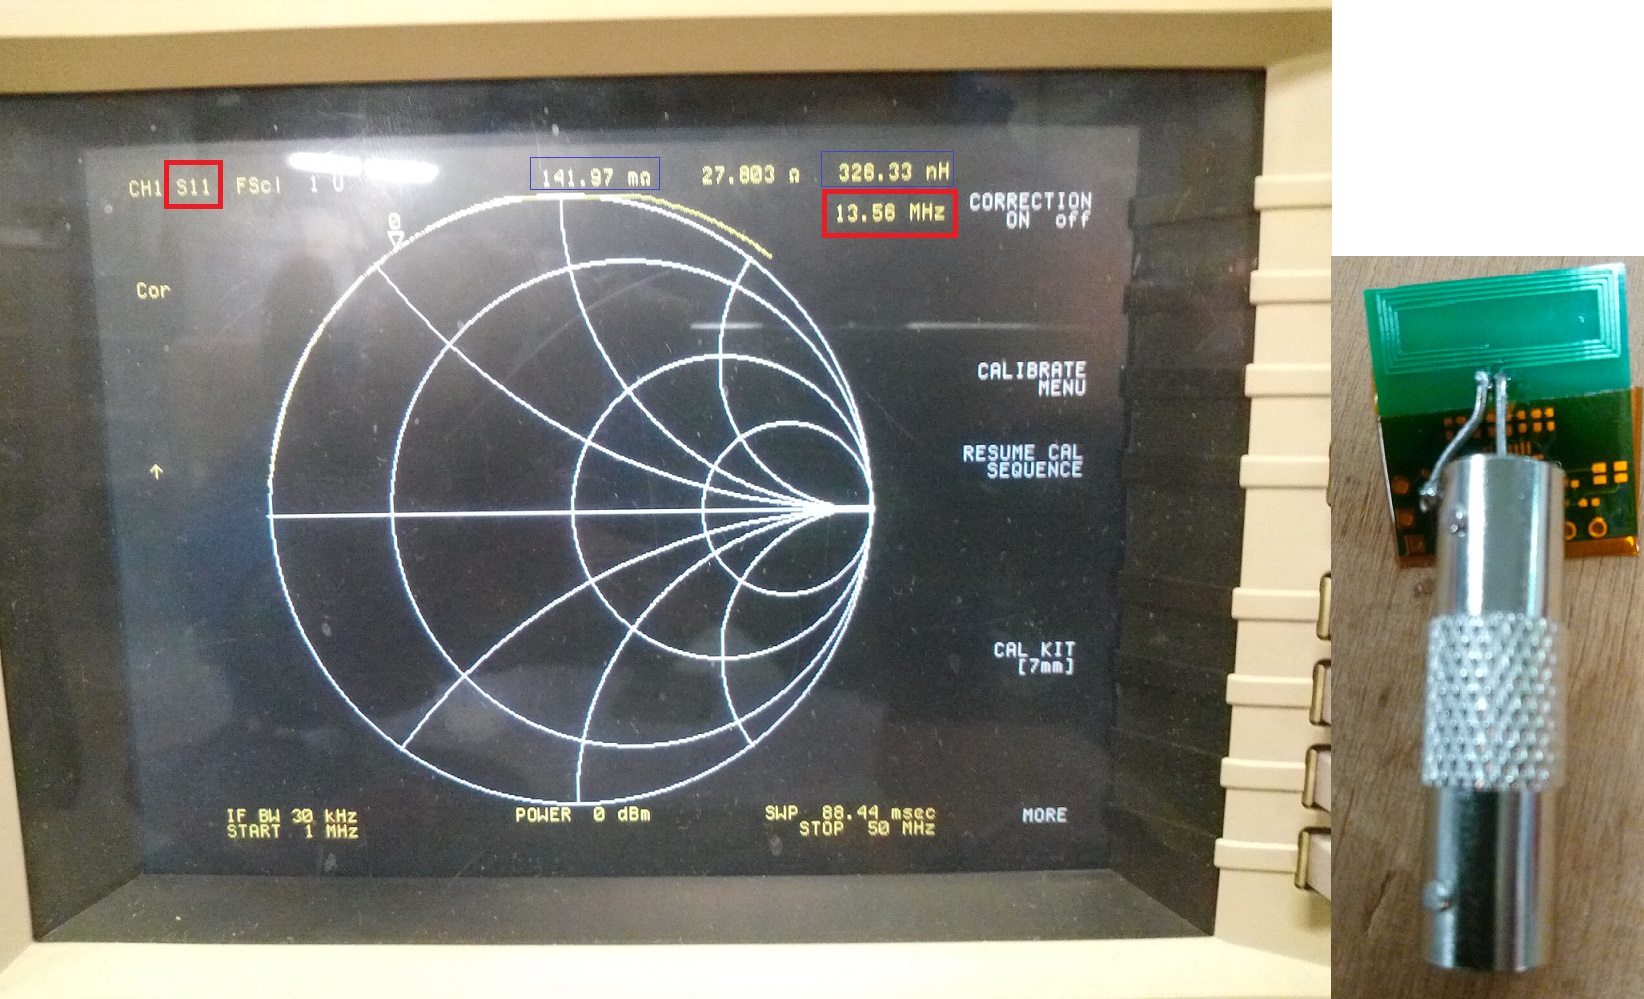 CH1 S11 FScl 1 U
141.97 mΩ 27.803 Ω 326.33 nH
13.56 MHz
0
CORRECTION
ON off
Cor
CALIBRATE
MENU
RESUME CAL
SEQUENCE
↑
CAL KIT
[7mm]
MORE
IF BW 30 kHz POWER 0 dBm SWP 88.44 msec
START 1 MHz STOP 50 MHz